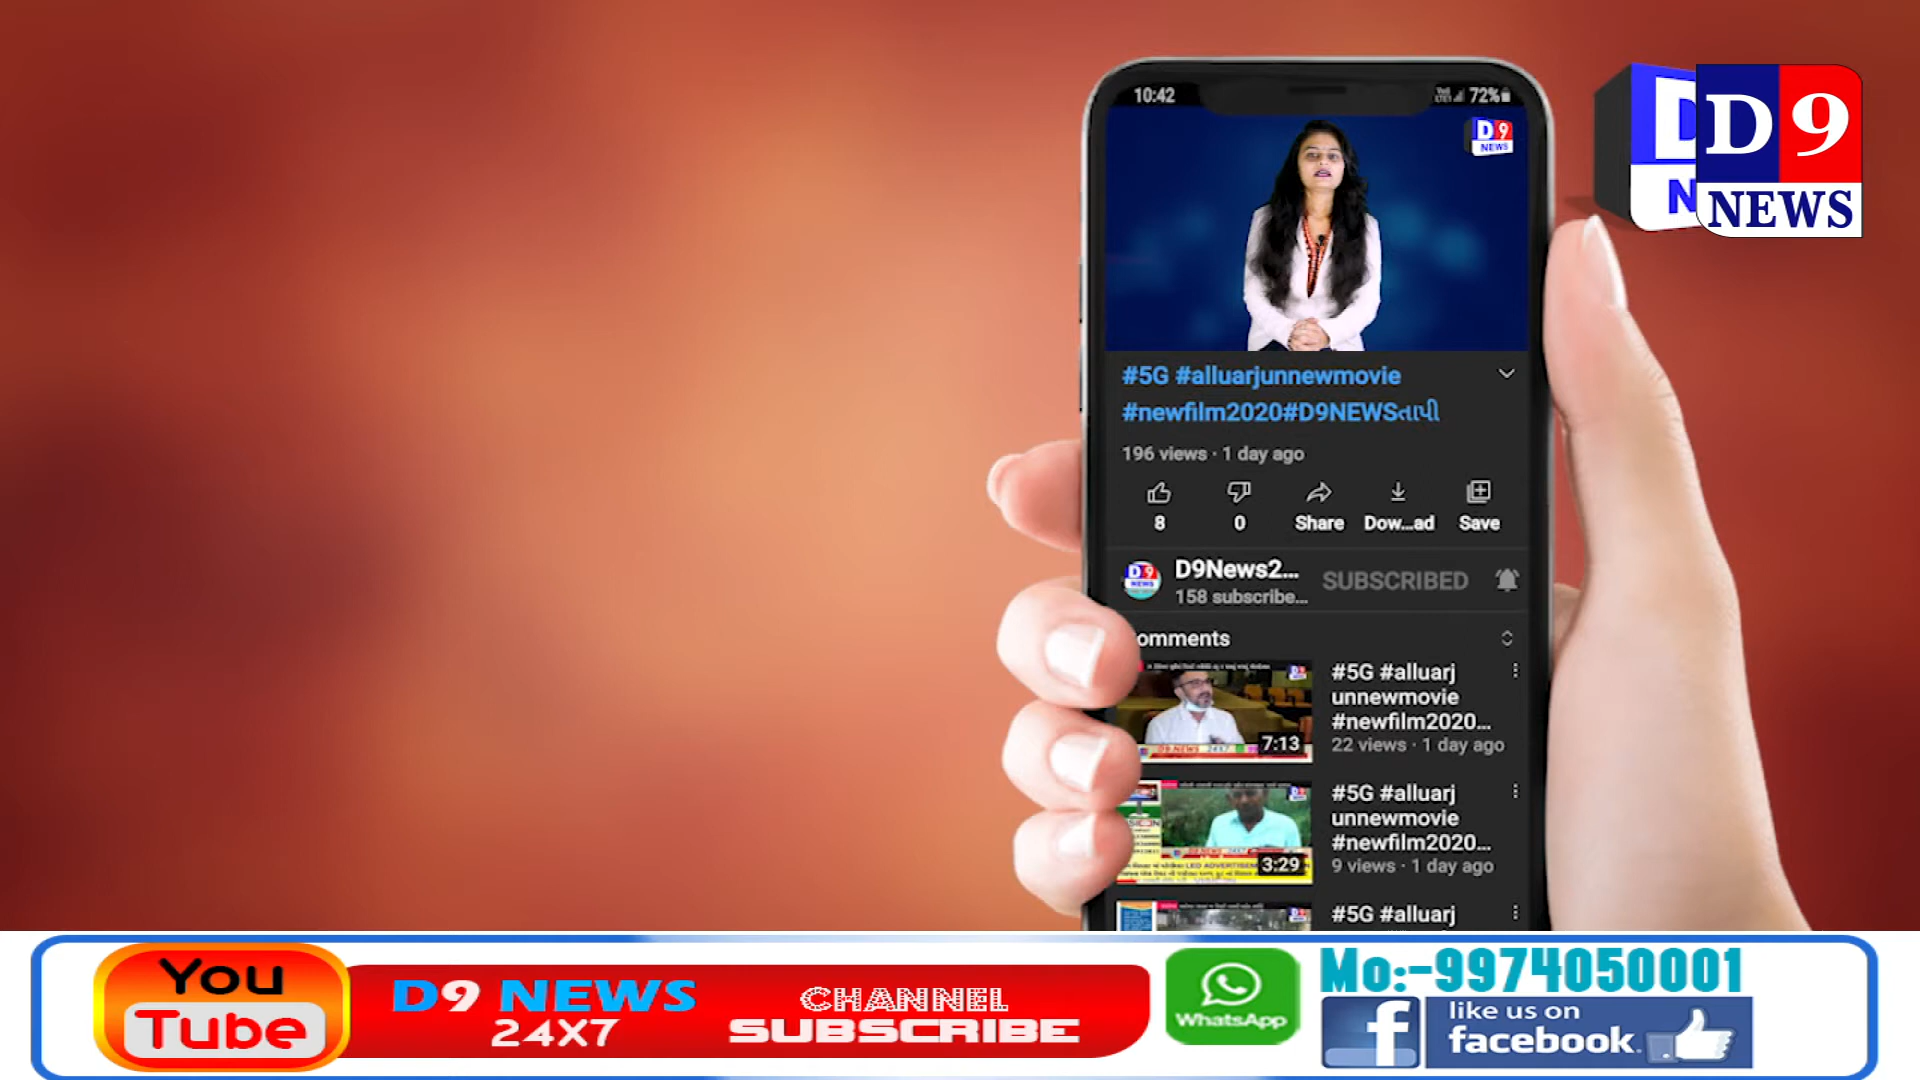 10:42
72%
D9
NEWS
D9
NEWS
#5G #alluarjunnewmovie
#newfilm2020#D9NEWSતાપી
196 views · 1 day ago
8
0
Share
Dow...ad
Save
D9News2...
SUBSCRIBED
158 subscribe...
omments
#5G #alluarj
unnewmovie
#newfilm2020...
22 views · 1 day ago
7:13
#5G #alluarj
unnewmovie
#newfilm2020...
9 views · 1 day ago
3:29
#5G #alluarj
You
Tube
D9 NEWS
24X7
CHANNEL
SUBSCRIBE
WhatsApp
Mo:-9974050001
f
like us on
facebook.